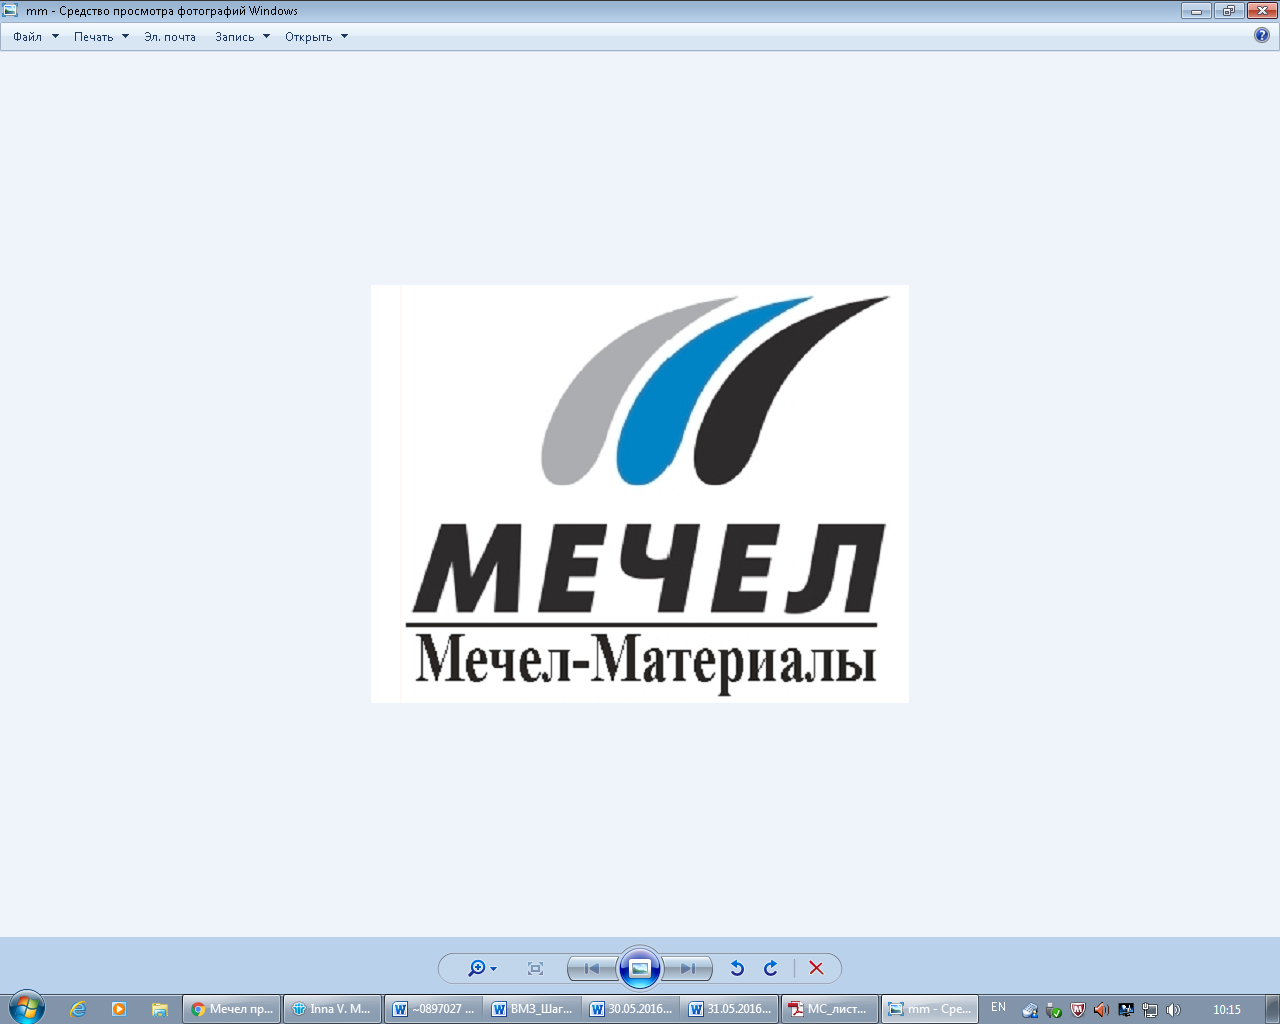 mm - Средство просмотра фотографий Windows
Файл Печать Эл. почта Запись Открыть
МЕЧЕЛ
Мечел-Материалы
Мечел пр... Inna V. M... ~0897027 ... ВМЗ_Шаг... 30.05.2016... 31.05.2016... МС_лист... mm - Сре... EN 10:15